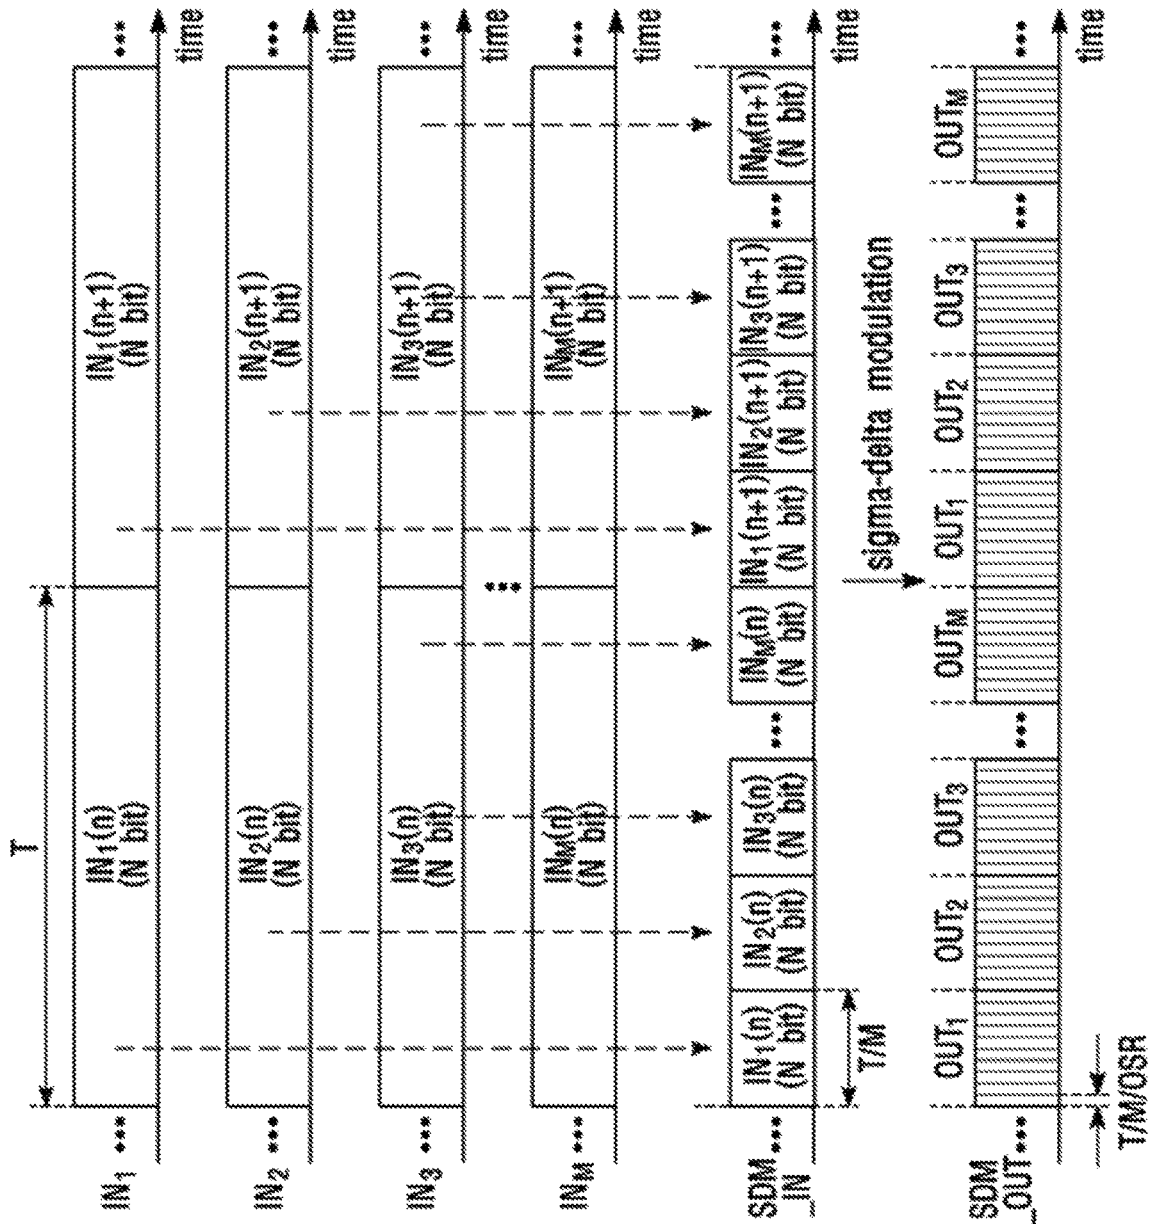 T
IN1 ••• IN1(n) IN1(n+1) •••
(N bit) (N bit)
time
IN2 ••• IN2(n) IN2(n+1) •••
(N bit) (N bit)
time
IN3 ••• IN3(n) IN3(n+1) •••
(N bit) (N bit)
time
•••
INM ••• INM(n) INM(n+1) •••
(N bit) (N bit)
time
SDM ••• IN1(n) IN2(n) IN3(n) ••• INM(n) IN1(n+1) IN2(n+1) IN3(n+1) ••• INM(n+1) •••
_IN (N bit) (N bit) (N bit) (N bit) (N bit) (N bit) (N bit) (N bit)
time
T/M
sigma-delta modulation
OUT1 OUT2 OUT3 OUTM OUT1 OUT2 OUT3 OUTM
SDM ••• ••• ••• •••
_OUT
time
T/M/OSR